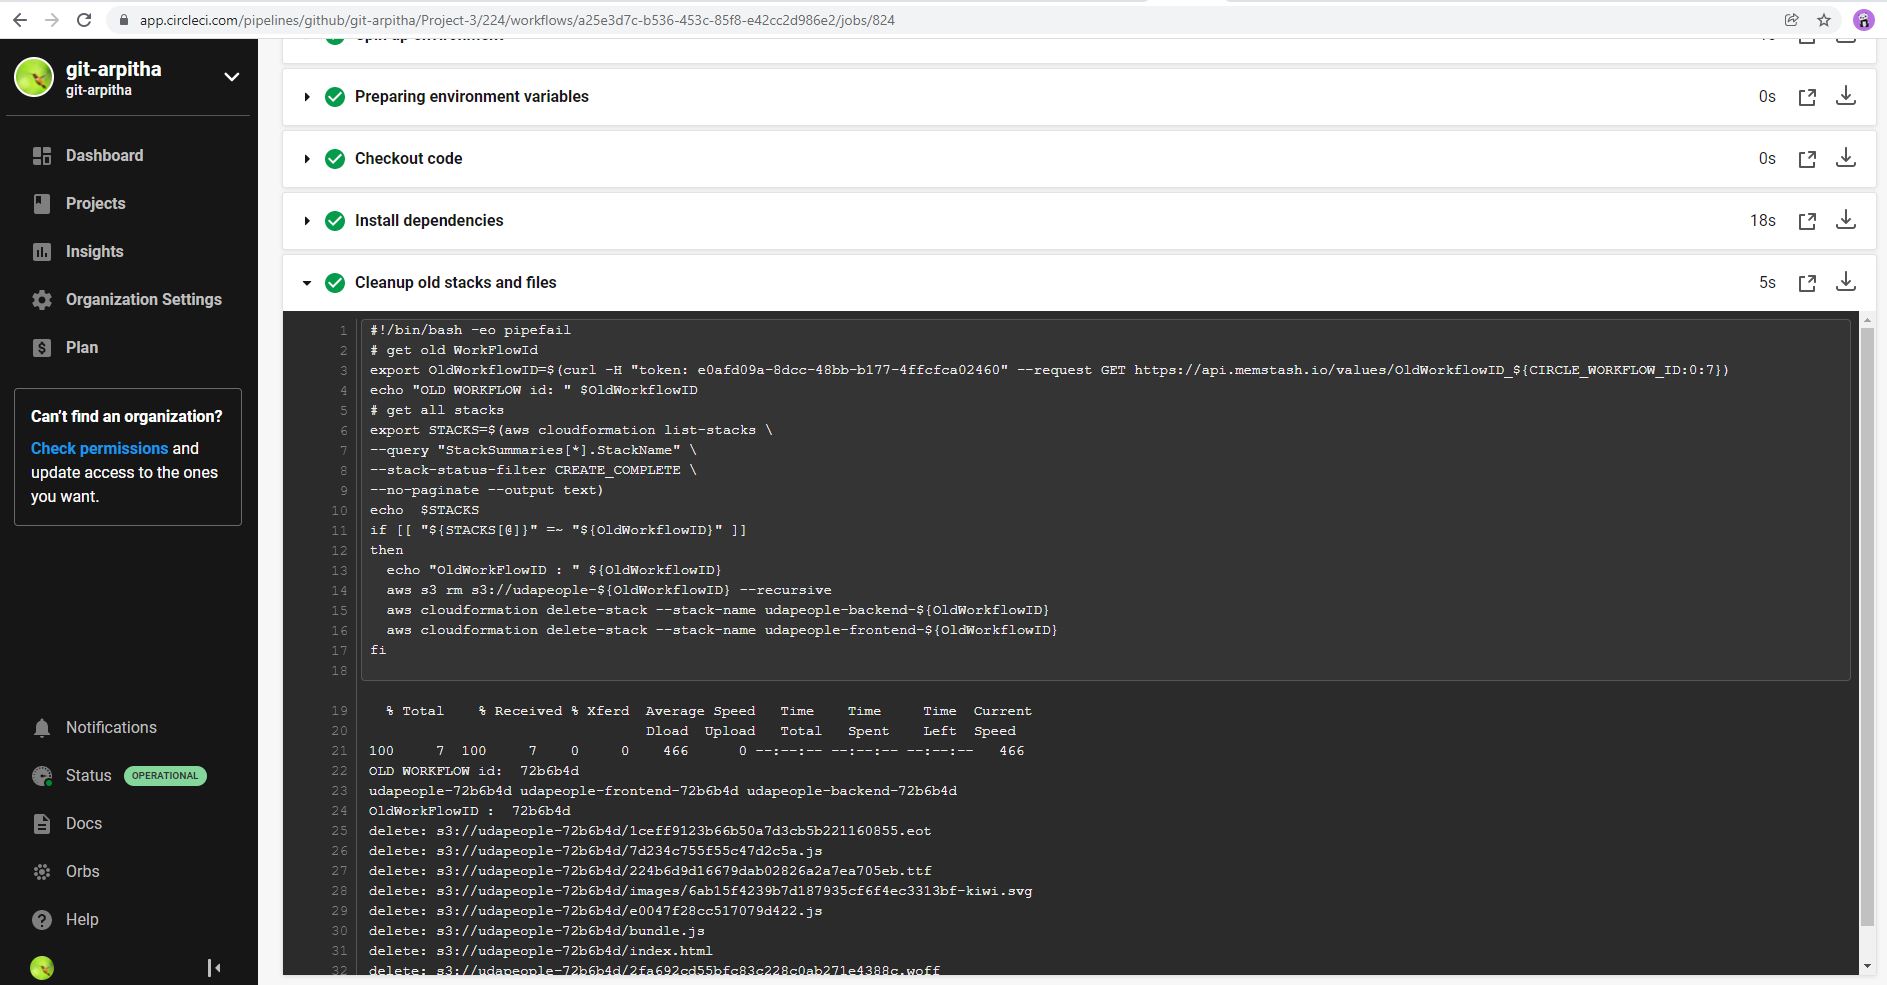 app.circleci.com/pipelines/github/git-arpitha/Project-3/224/workflows/a25e3d7c-b536-453c-85f8-e42cc2d986e2/jobs/824
git-arpitha
git-arpitha
Dashboard
Projects
Insights
Organization Settings
Plan
Can't find an organization?
Check permissions and
update access to the ones
you want.
Notifications
Status OPERATIONAL
Docs
Orbs
Help
Spin up environment
Preparing environment variables 0s
Checkout code 0s
Install dependencies 18s
Cleanup old stacks and files 5s
1 #!/bin/bash -eo pipefail
2 # get old WorkFlowId
3 export OldWorkflowID=$(curl -H "token: e0afd09a-8dcc-48bb-b177-4ffcfca02460" --request GET https://api.memstash.io/values/OldWorkflowID_${CIRCLE_WORKFLOW_ID:0:7})
4 echo "OLD WORKFLOW id: " $OldWorkflowID
5 # get all stacks
6 export STACKS=$(aws cloudformation list-stacks \
7 --query "StackSummaries[*].StackName" \
8 --stack-status-filter CREATE_COMPLETE \
9 --no-paginate --output text)
10 echo  $STACKS
11 if [[ "${STACKS[@]}" =~ "${OldWorkflowID}" ]]
12 then
13   echo "OldWorkFlowID : " ${OldWorkflowID}
14   aws s3 rm s3://udapeople-${OldWorkflowID} --recursive
15   aws cloudformation delete-stack --stack-name udapeople-backend-${OldWorkflowID}
16   aws cloudformation delete-stack --stack-name udapeople-frontend-${OldWorkflowID}
17 fi
18
19   % Total    % Received % Xferd  Average Speed   Time    Time     Time  Current
20                                  Dload  Upload   Total   Spent    Left  Speed
21 100     7  100     7    0     0    466      0 --:--:-- --:--:-- --:--:--   466
22 OLD WORKFLOW id:  72b6b4d
23 udapeople-72b6b4d udapeople-frontend-72b6b4d udapeople-backend-72b6b4d
24 OldWorkFlowID :  72b6b4d
25 delete: s3://udapeople-72b6b4d/1ceff9123b66b50a7d3cb5b221160855.eot
26 delete: s3://udapeople-72b6b4d/7d234c755f55c47d2c5a.js
27 delete: s3://udapeople-72b6b4d/224b6d9d16679dab02826a2a7ea705eb.ttf
28 delete: s3://udapeople-72b6b4d/images/6ab15f4239b7d187935cf6f4ec3313bf-kiwi.svg
29 delete: s3://udapeople-72b6b4d/e0047f28cc517079d422.js
30 delete: s3://udapeople-72b6b4d/bundle.js
31 delete: s3://udapeople-72b6b4d/index.html
32 delete: s3://udapeople-72b6b4d/2fa692cd55bfc83c228c0ab271e4388c.woff